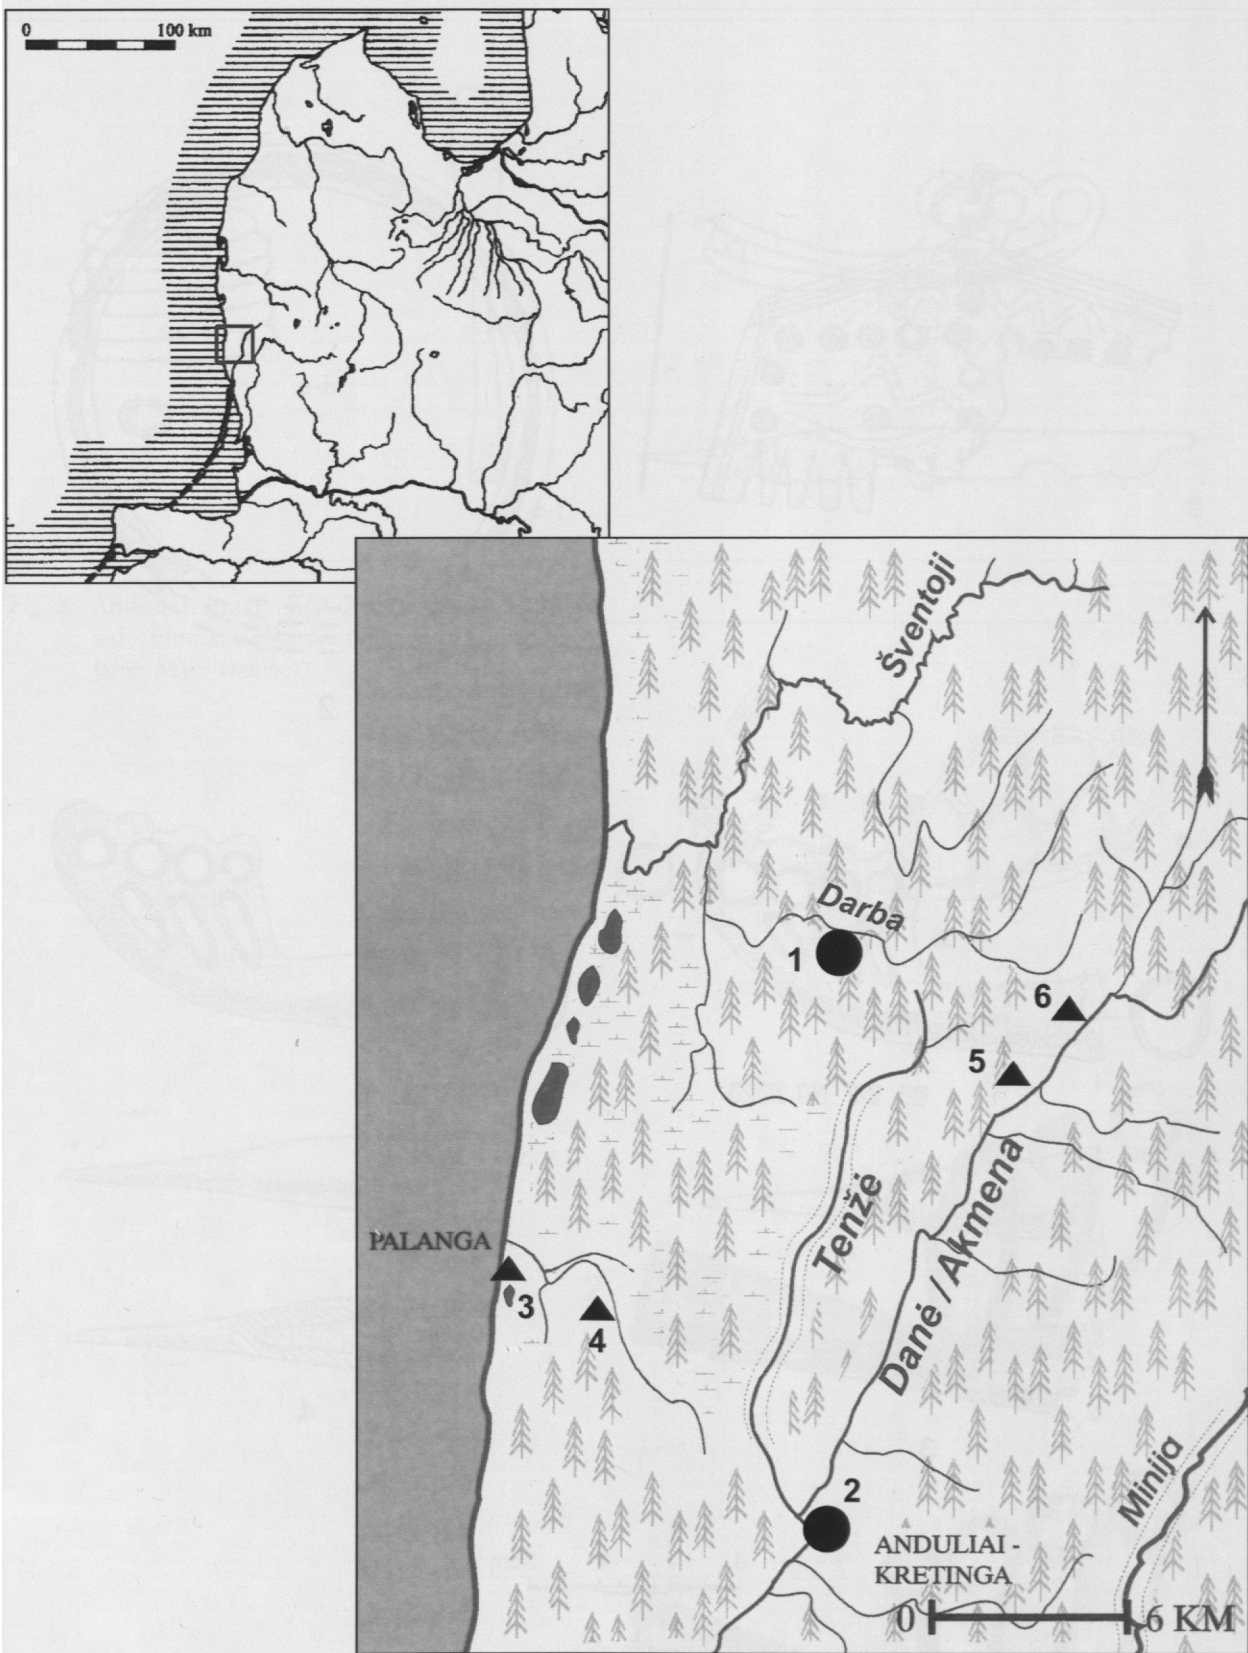 0 100 km
Šventoji
Darba
1
6
5
Tenžė
Danė / Akmena
PALANGA
3
4
2
Minija
ANDULIAI -
KRETINGA
0 6 KM